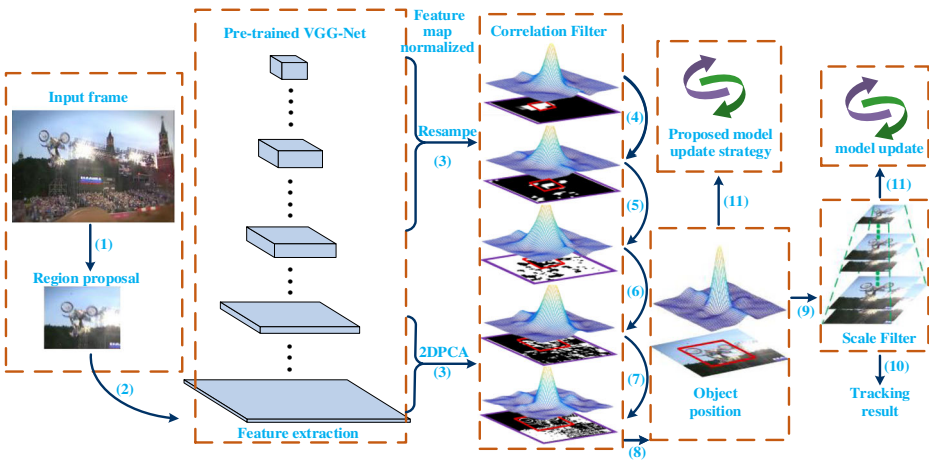 Input frame
(1)
Region proposal
(2)
Pre-trained VGG-Net
Feature extraction
Feature
map
normalized
Resampe
(3)
2DPCA
(3)
Correlation Filter
(4)
(5)
(6)
(7)
(8)
Proposed model
update strategy
(11)
Object
position
(9)
model update
(11)
Scale Filter
(10)
Tracking
result